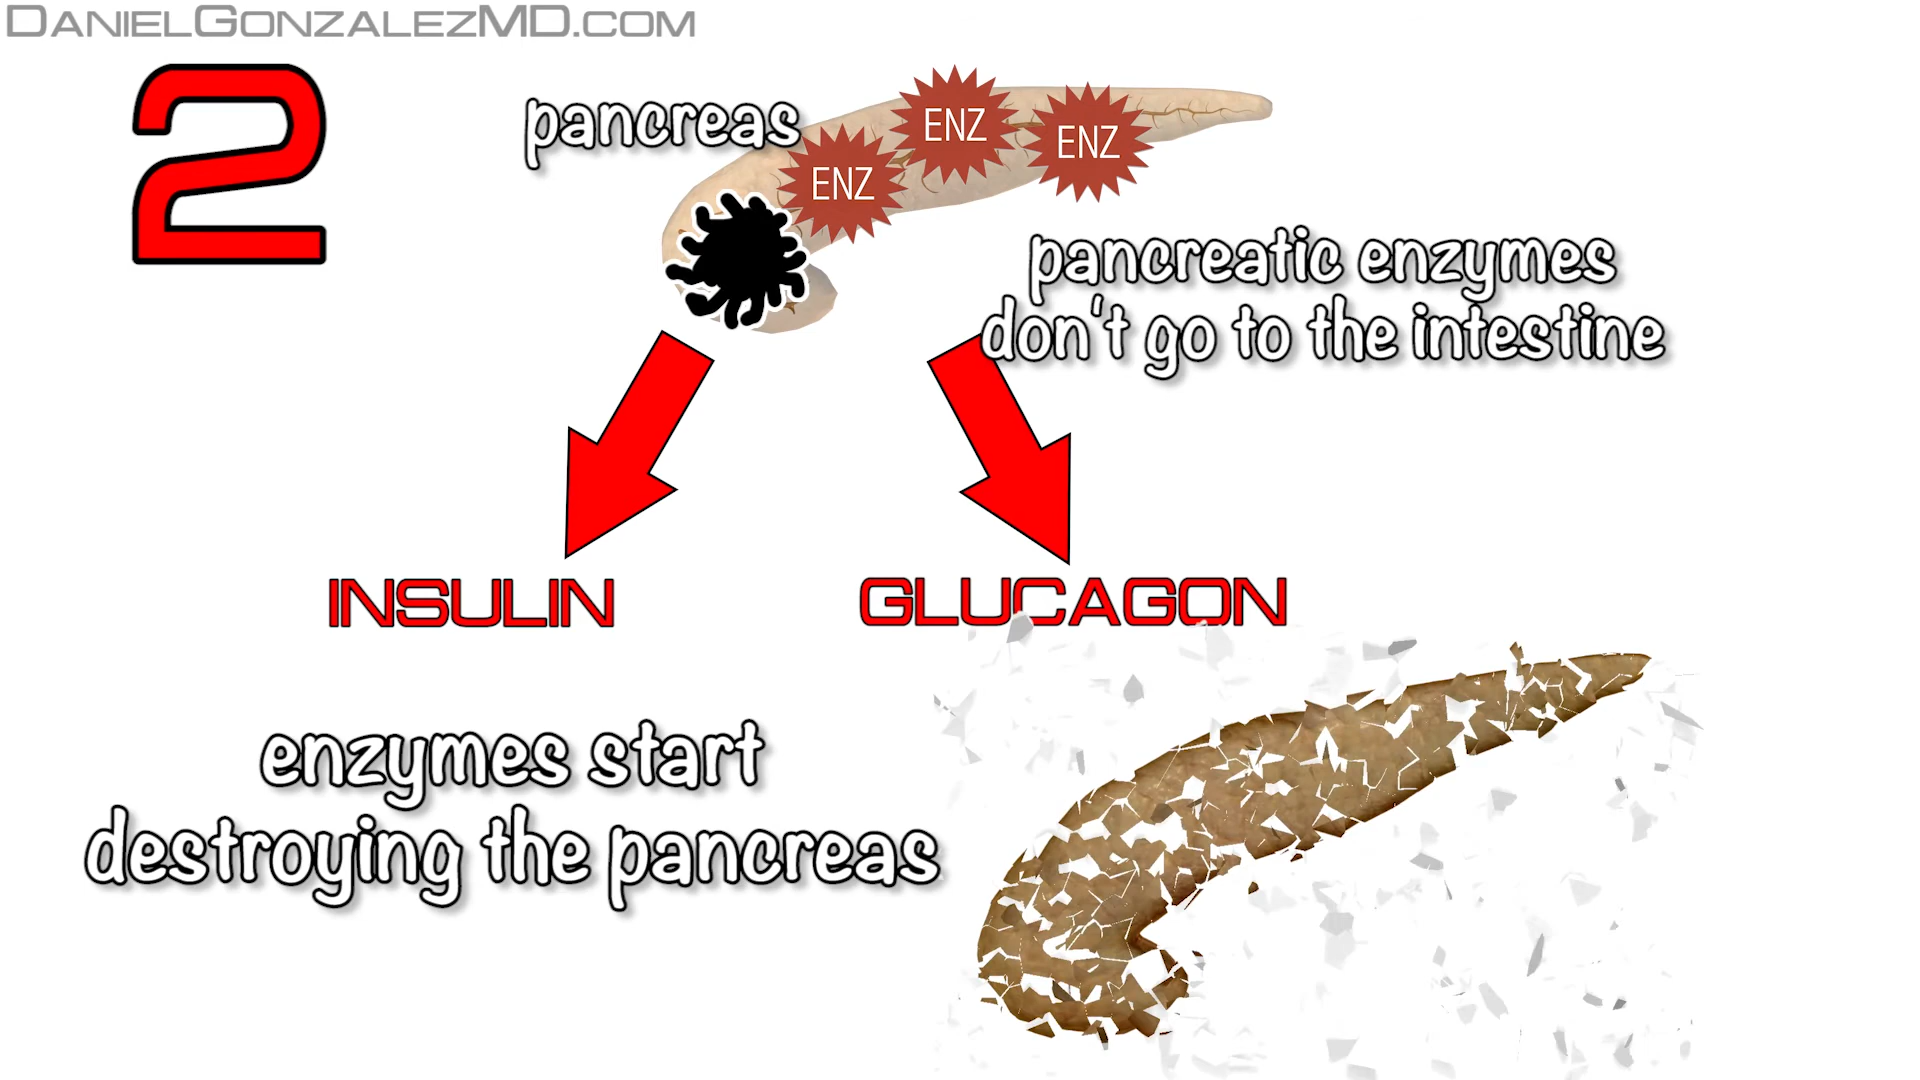 DanielGonzalezMD.com
2
pancreas
ENZ
ENZ
ENZ
pancreatic enzymes
don't go to the intestine
INSULIN
GLUCAGON
enzymes start
destroying the pancreas